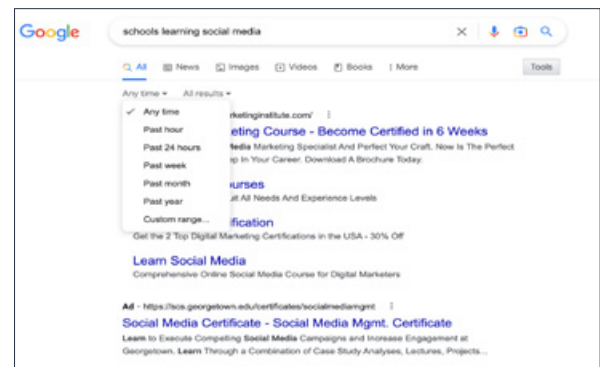 Google
schools learning social media
All News Images Videos Books More
Tools
Any time All results
Any time
Past hour
Past 24 hours
Past week
Past month
Past year
Custom range...
rketinginstitute.com/
eting Course - Become Certified in 6 Weeks
Media Marketing Specialist And Perfect Your Craft. Now Is The Perfect
p In Your Career. Download A Brochure Today.
urses
uit All Needs And Experience Levels
ification
Get the 2 Top Digital Marketing Certifications in the USA - 30% Off
Learn Social Media
Comprehensive Online Social Media Course for Digital Marketers
Ad · https://scs.georgetown.edu/certificates/socialmediamgmt
Social Media Certificate - Social Media Mgmt. Certificate
Learn to Execute Compelling Social Media Campaigns and Increase Engagement at
Georgetown. Learn Through a Combination of Case Study Analyses, Lectures, Projects...